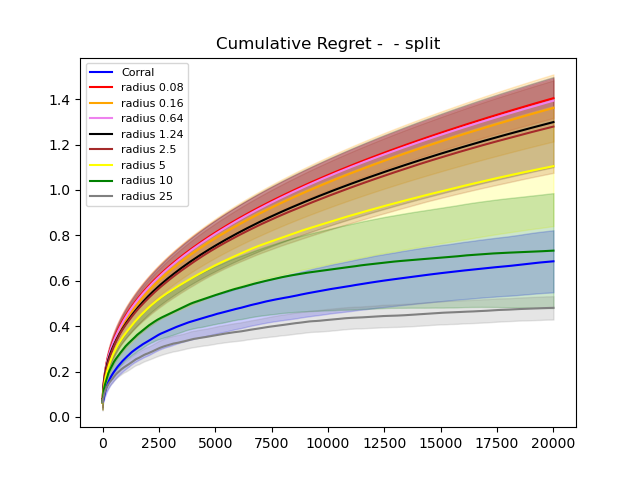 Cumulative Regret -  - split
Corral
radius 0.08
radius 0.16
radius 0.64
radius 1.24
radius 2.5
radius 5
radius 10
radius 25
1.4
1.2
1.0
0.8
0.6
0.4
0.2
0.0
0 2500 5000 7500 10000 12500 15000 17500 20000